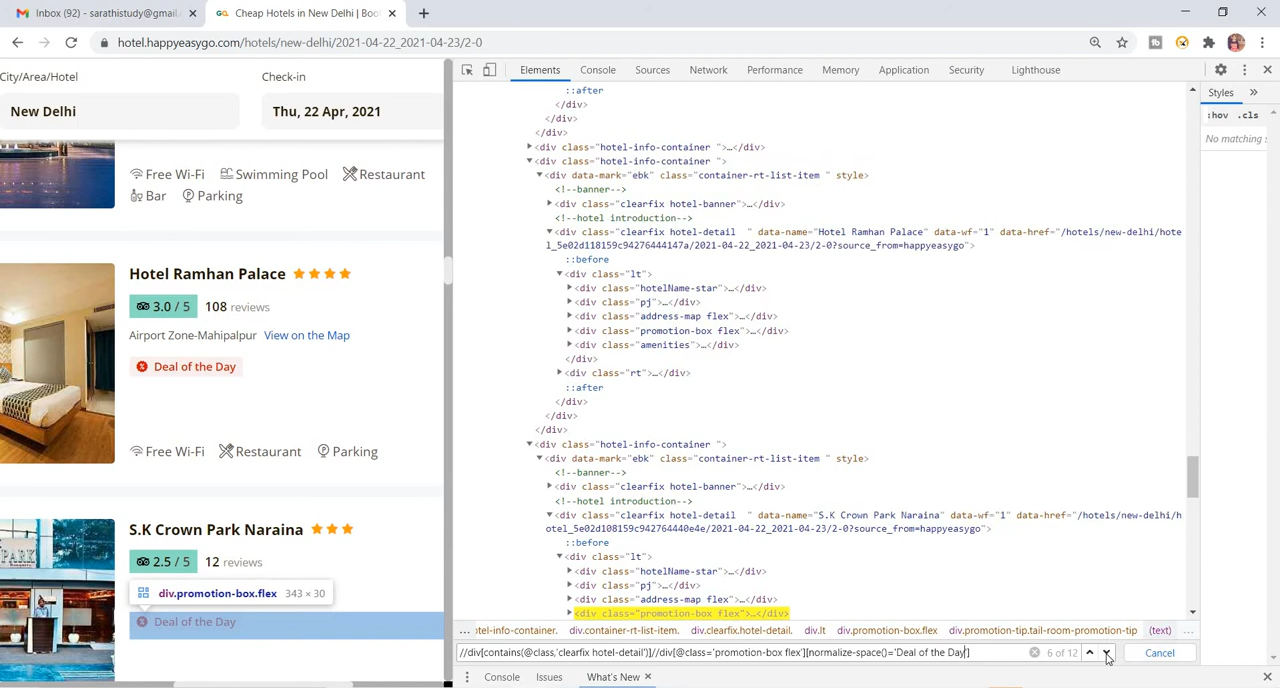 Inbox (92) - sarathistudy@gmail.
Cheap Hotels in New Delhi | Boo
hotel.happyeasygo.com/hotels/new-delhi/2021-04-22_2021-04-23/2-0
City/Area/Hotel
Check-in
New Delhi
Thu, 22 Apr, 2021
Free Wi-Fi Swimming Pool Restaurant
Bar Parking
Hotel Ramhan Palace
3.0 / 5 108 reviews
Airport Zone-Mahipalpur View on the Map
Deal of the Day
Free Wi-Fi Restaurant Parking
S.K Crown Park Naraina
PARK
2.5 / 5 12 reviews
div.promotion-box.flex 343 × 30
Deal of the Day
Elements Console Sources Network Performance Memory Application Security Lighthouse
::after
</div>
</div>
</div>
<div class="hotel-info-container ">…</div>
<div class="hotel-info-container ">
<div data-mark="ebk" class="container-rt-list-item " style>
<!--banner-->
<div class="clearfix hotel-banner">…</div>
<!--hotel introduction-->
<div class="clearfix hotel-detail  " data-name="Hotel Ramhan Palace" data-wf="1" data-href="/hotels/new-delhi/hote
l_5e02d118159c94276444147a/2021-04-22_2021-04-23/2-0?source_from=happyeasygo">
::before
<div class="lt">
<div class="hotelName-star">…</div>
<div class="pj">…</div>
<div class="address-map flex">…</div>
<div class="promotion-box flex">…</div>
<div class="amenities">…</div>
</div>
<div class="rt">…</div>
::after
</div>
</div>
</div>
<div class="hotel-info-container ">
<div data-mark="ebk" class="container-rt-list-item " style>
<!--banner-->
<div class="clearfix hotel-banner">…</div>
<!--hotel introduction-->
<div class="clearfix hotel-detail  " data-name="S.K Crown Park Naraina" data-wf="1" data-href="/hotels/new-delhi/h
otel_5e02d108159c942764440e4e/2021-04-22_2021-04-23/2-0?source_from=happyeasygo">
::before
<div class="lt">
<div class="hotelName-star">…</div>
<div class="pj">…</div>
<div class="address-map flex">…</div>
<div class="promotion-box flex">…</div>
… otel-info-container. div.container-rt-list-item. div.clearfix.hotel-detail. div.lt div.promotion-box.flex div.promotion-tip.tail-room-promotion-tip (text) …
//div[contains(@class,'clearfix hotel-detail')]//div[@class='promotion-box flex'][normalize-space()='Deal of the Day']
6 of 12
Cancel
Console Issues What's New
Styles
:hov .cls
No matching s